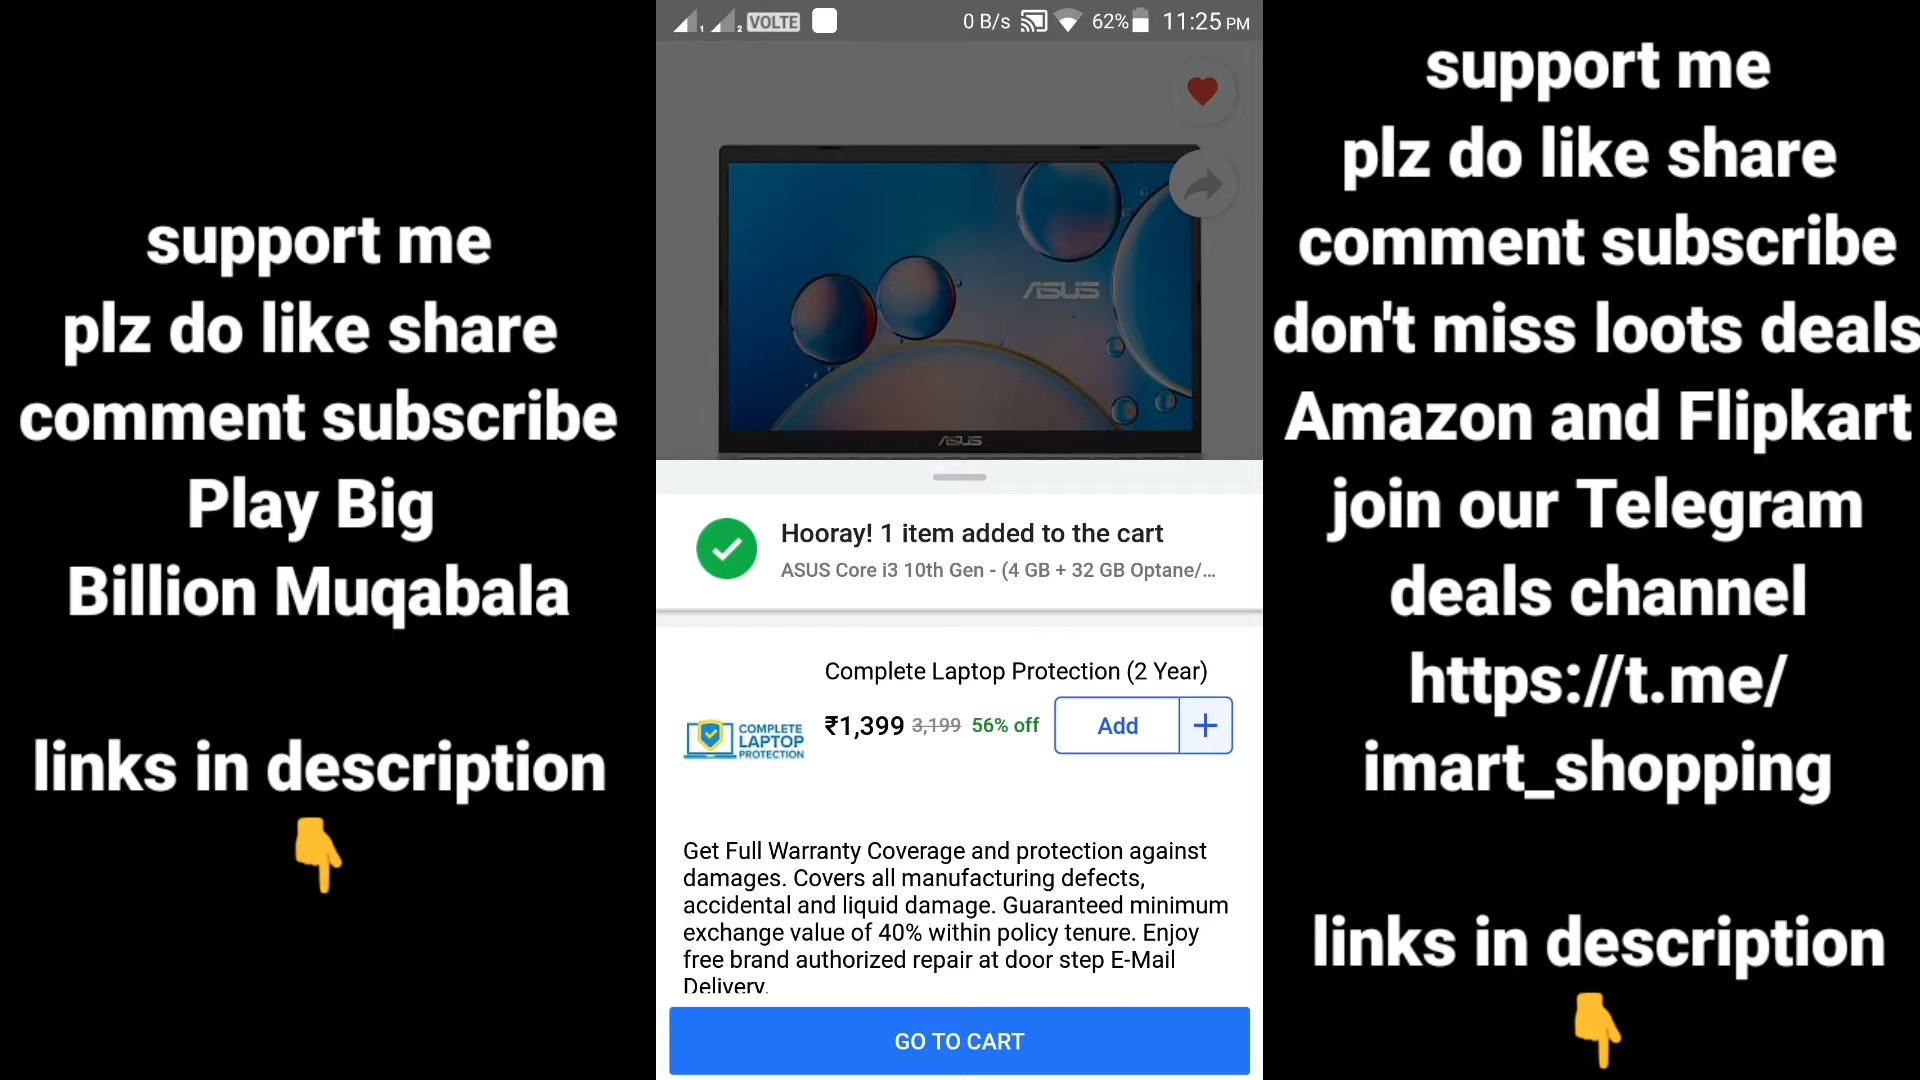 support me
plz do like share
comment subscribe
Play Big
Billion Muqabala
links in description
1 2 VOLTE 0 B/s 62% 11:25 PM
ASUS
ASUS
Hooray! 1 item added to the cart
ASUS Core i3 10th Gen - (4 GB + 32 GB Optane/...
Complete Laptop Protection (2 Year)
COMPLETE
LAPTOP
PROTECTION
₹1,399 3,199 56% off Add +
Get Full Warranty Coverage and protection against
damages. Covers all manufacturing defects,
accidental and liquid damage. Guaranteed minimum
exchange value of 40% within policy tenure. Enjoy
free brand authorized repair at door step E-Mail
Delivery.
GO TO CART
support me
plz do like share
comment subscribe
don't miss loots deals
Amazon and Flipkart
join our Telegram
deals channel
https://t.me/
imart_shopping
links in description